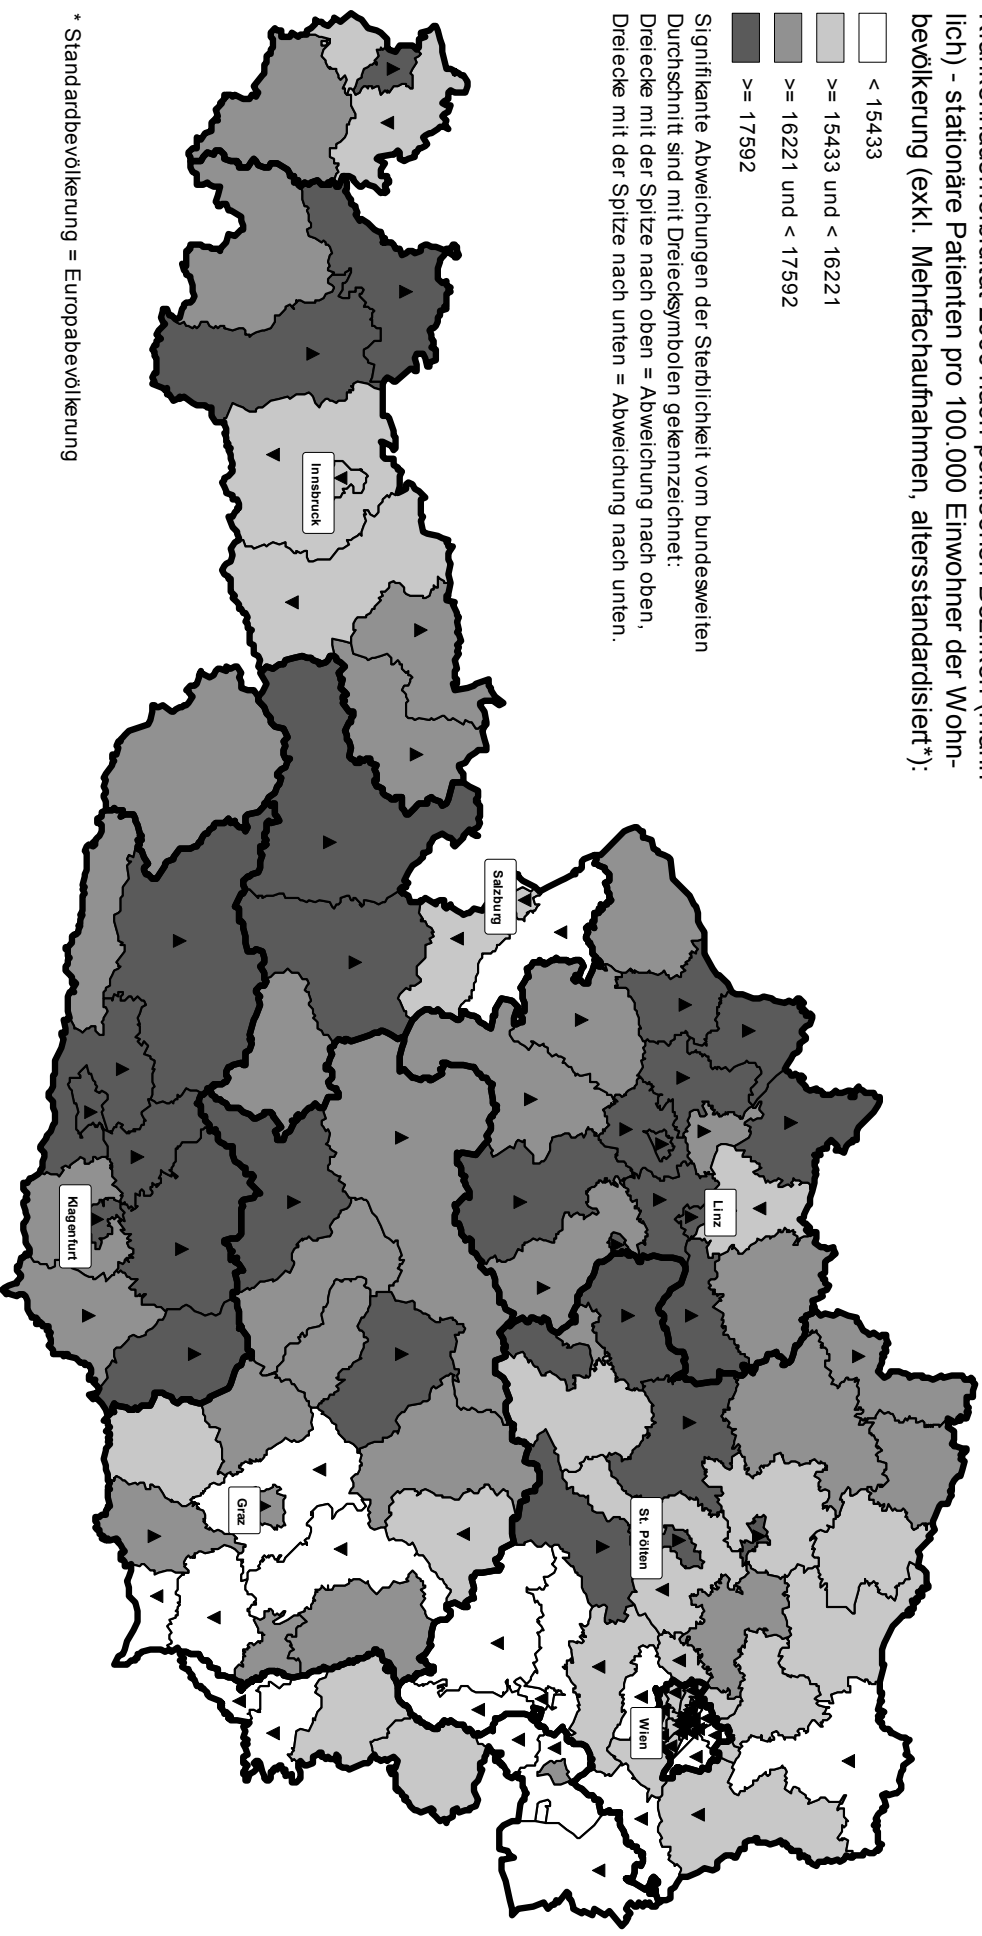 lich) - stationäre Patienten pro 100.000 Einwohner der Wohn-
bevölkerung (exkl. Mehrfachaufnahmen, altersstandardisiert*):
< 15433
>= 15433 und < 16221
>= 16221 und < 17592
>= 17592
Signifikante Abweichungen der Sterblichkeit vom bundesweiten
Durchschnitt sind mit Dreiecksymbolen gekennzeichnet:
Dreiecke mit der Spitze nach oben = Abweichung nach oben,
Dreiecke mit der Spitze nach unten = Abweichung nach unten.
Linz
St. Pölten
Wien
Salzburg
Innsbruck
Graz
Klagenfurt
* Standardbevölkerung = Europabevölkerung